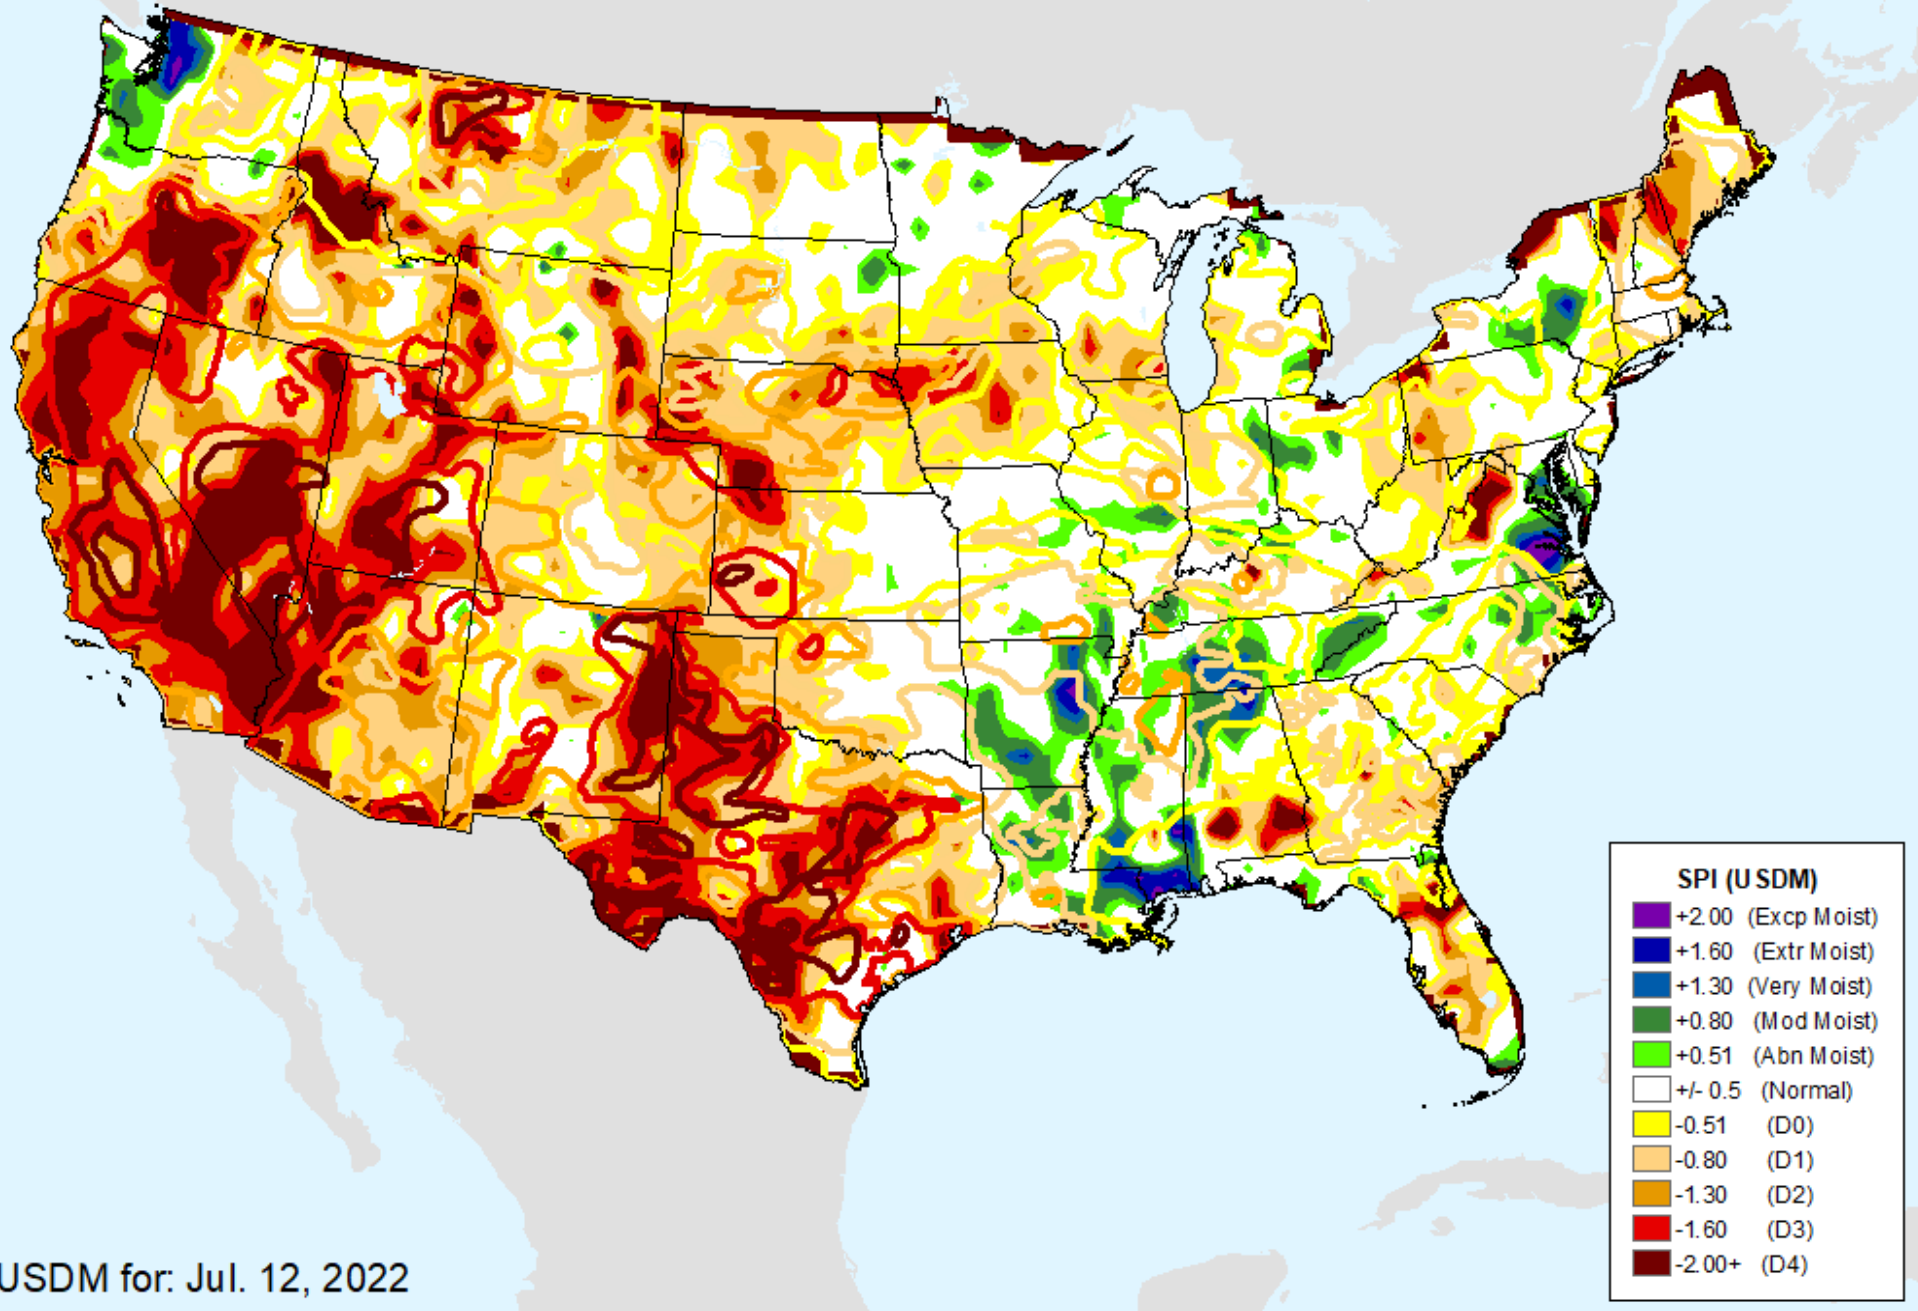 SPI (USDM)
+2.00 (Excp Moist)
+1.60 (Extr Moist)
+1.30 (Very Moist)
+0.80 (Mod Moist)
+0.51 (Abn Moist)
+/- 0.5 (Normal)
-0.51 (D0)
-0.80 (D1)
-1.30 (D2)
-1.60 (D3)
-2.00+ (D4)
USDM for: Jul. 12, 2022